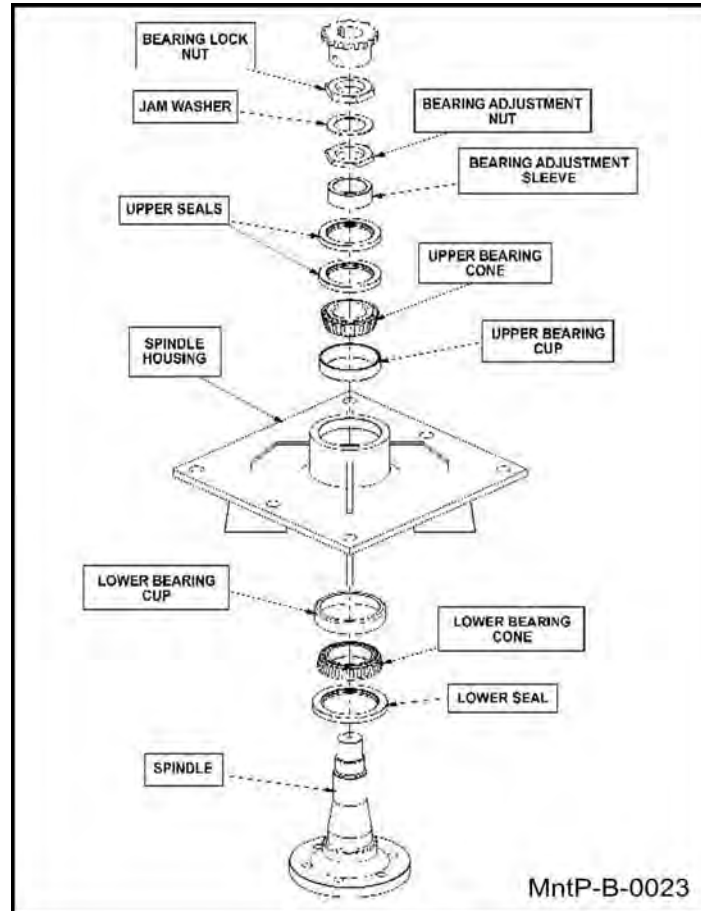 BEARING LOCK
NUT
JAM WASHER
BEARING ADJUSTMENT
NUT
BEARING ADJUSTMENT
SLEEVE
UPPER SEALS
UPPER BEARING
CONE
UPPER BEARING
CUP
SPINDLE
HOUSING
LOWER BEARING
CUP
LOWER BEARING
CONE
LOWER SEAL
SPINDLE
MntP-B-0023